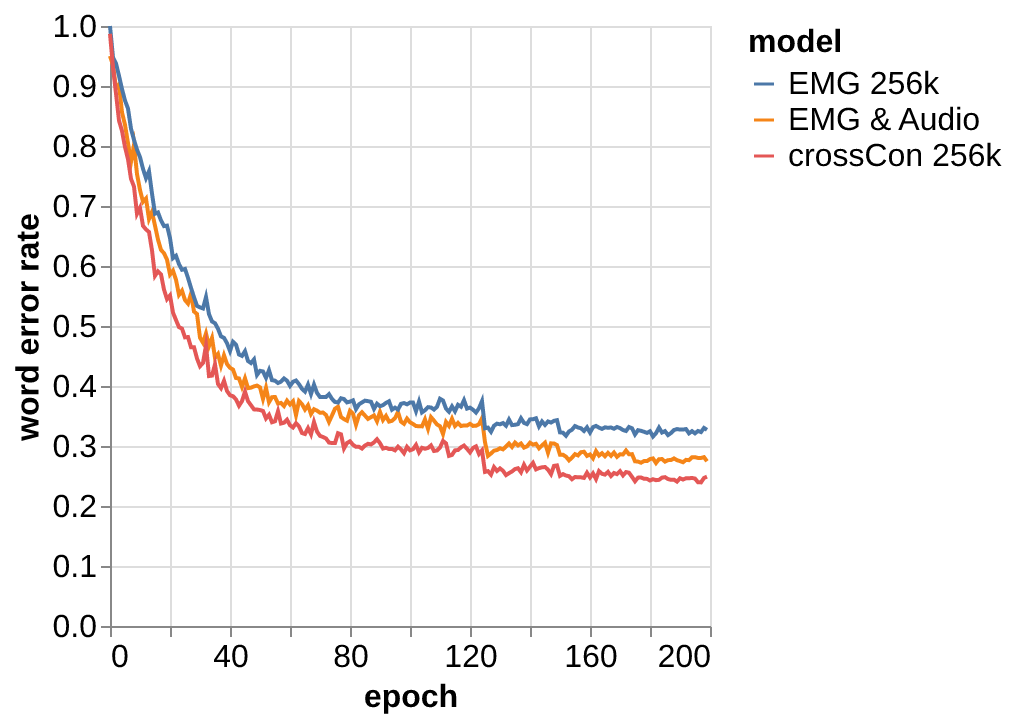 1.0
0.9
0.8
0.7
0.6
0.5
0.4
0.3
0.2
0.1
0.0
word error rate
0 40 80 120 160 200
epoch
model
EMG 256k
EMG & Audio
crossCon 256k